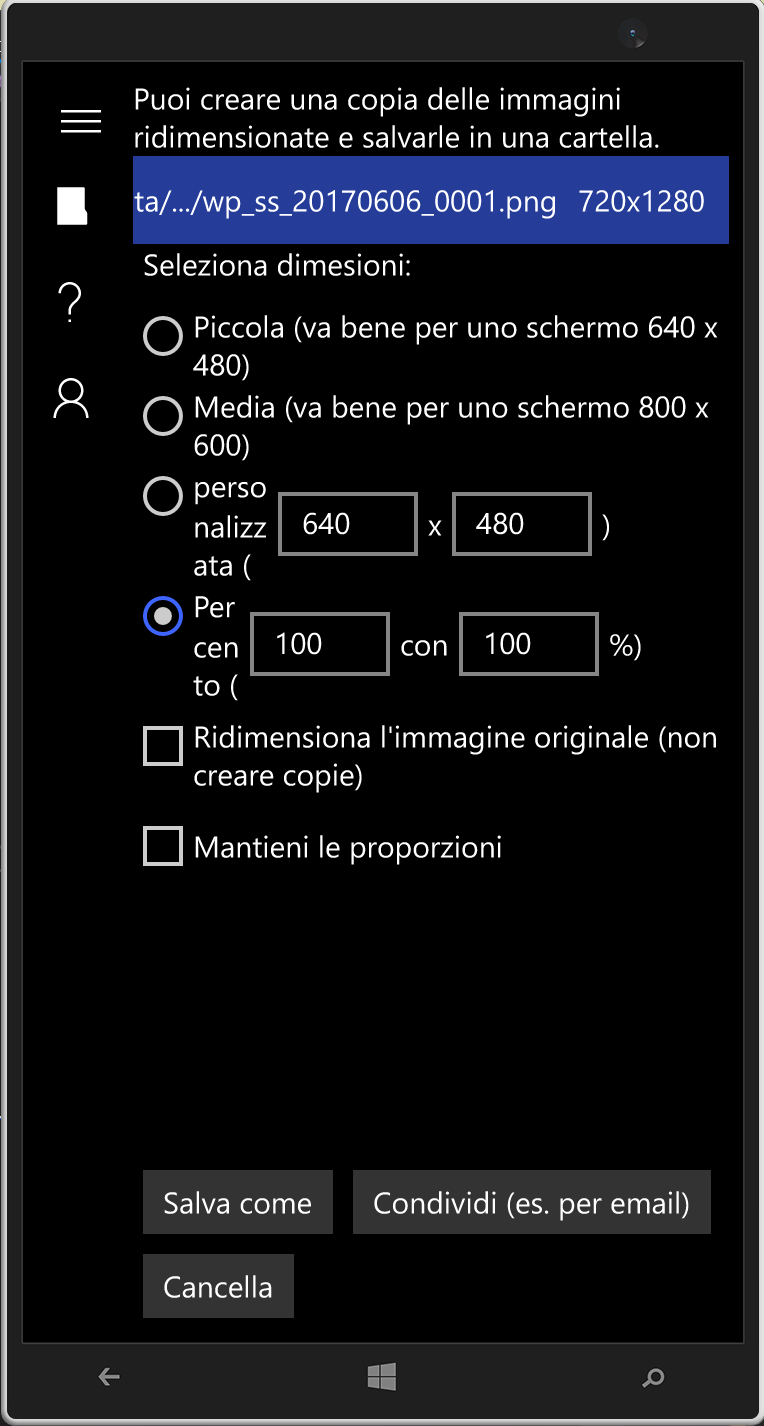 Puoi creare una copia delle immagini
ridimensionate e salvarle in una cartella.
ta/.../wp_ss_20170606_0001.png 720x1280
Seleziona dimesioni:
Piccola (va bene per uno schermo 640 x
480)
Media (va bene per uno schermo 800 x
600)
perso
nalizz
ata (
640 x 480 )
Per
cen
to (
100 con 100 %)
Ridimensiona l'immagine originale (non
creare copie)
Mantieni le proporzioni
Salva come
Condividi (es. per email)
Cancella